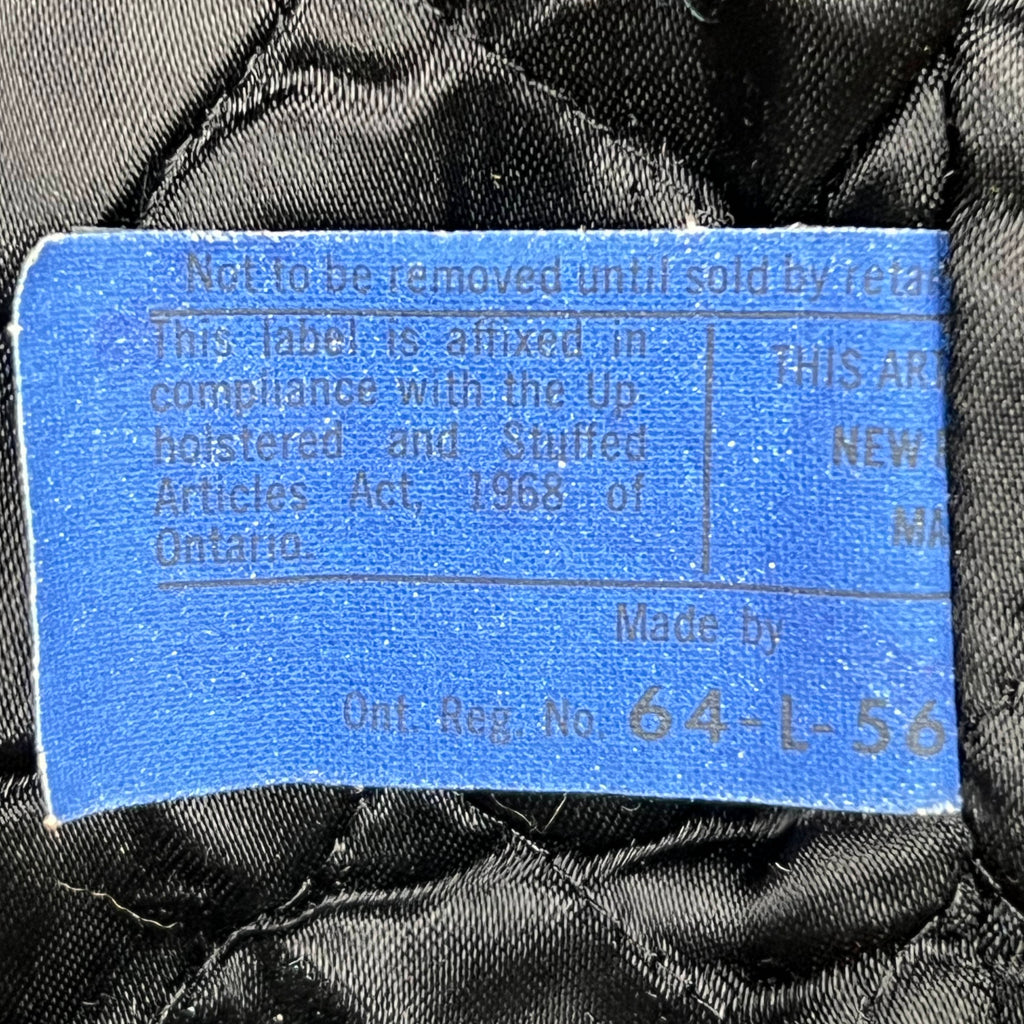 Not to be removed until sold by retai
This label is affixed in
compliance with the Up
holstered and Stuffed
Articles Act, 1968 of
Ontario.
THIS ART
NEW
MA
Made by
Ont. Reg. No. 64-L-56